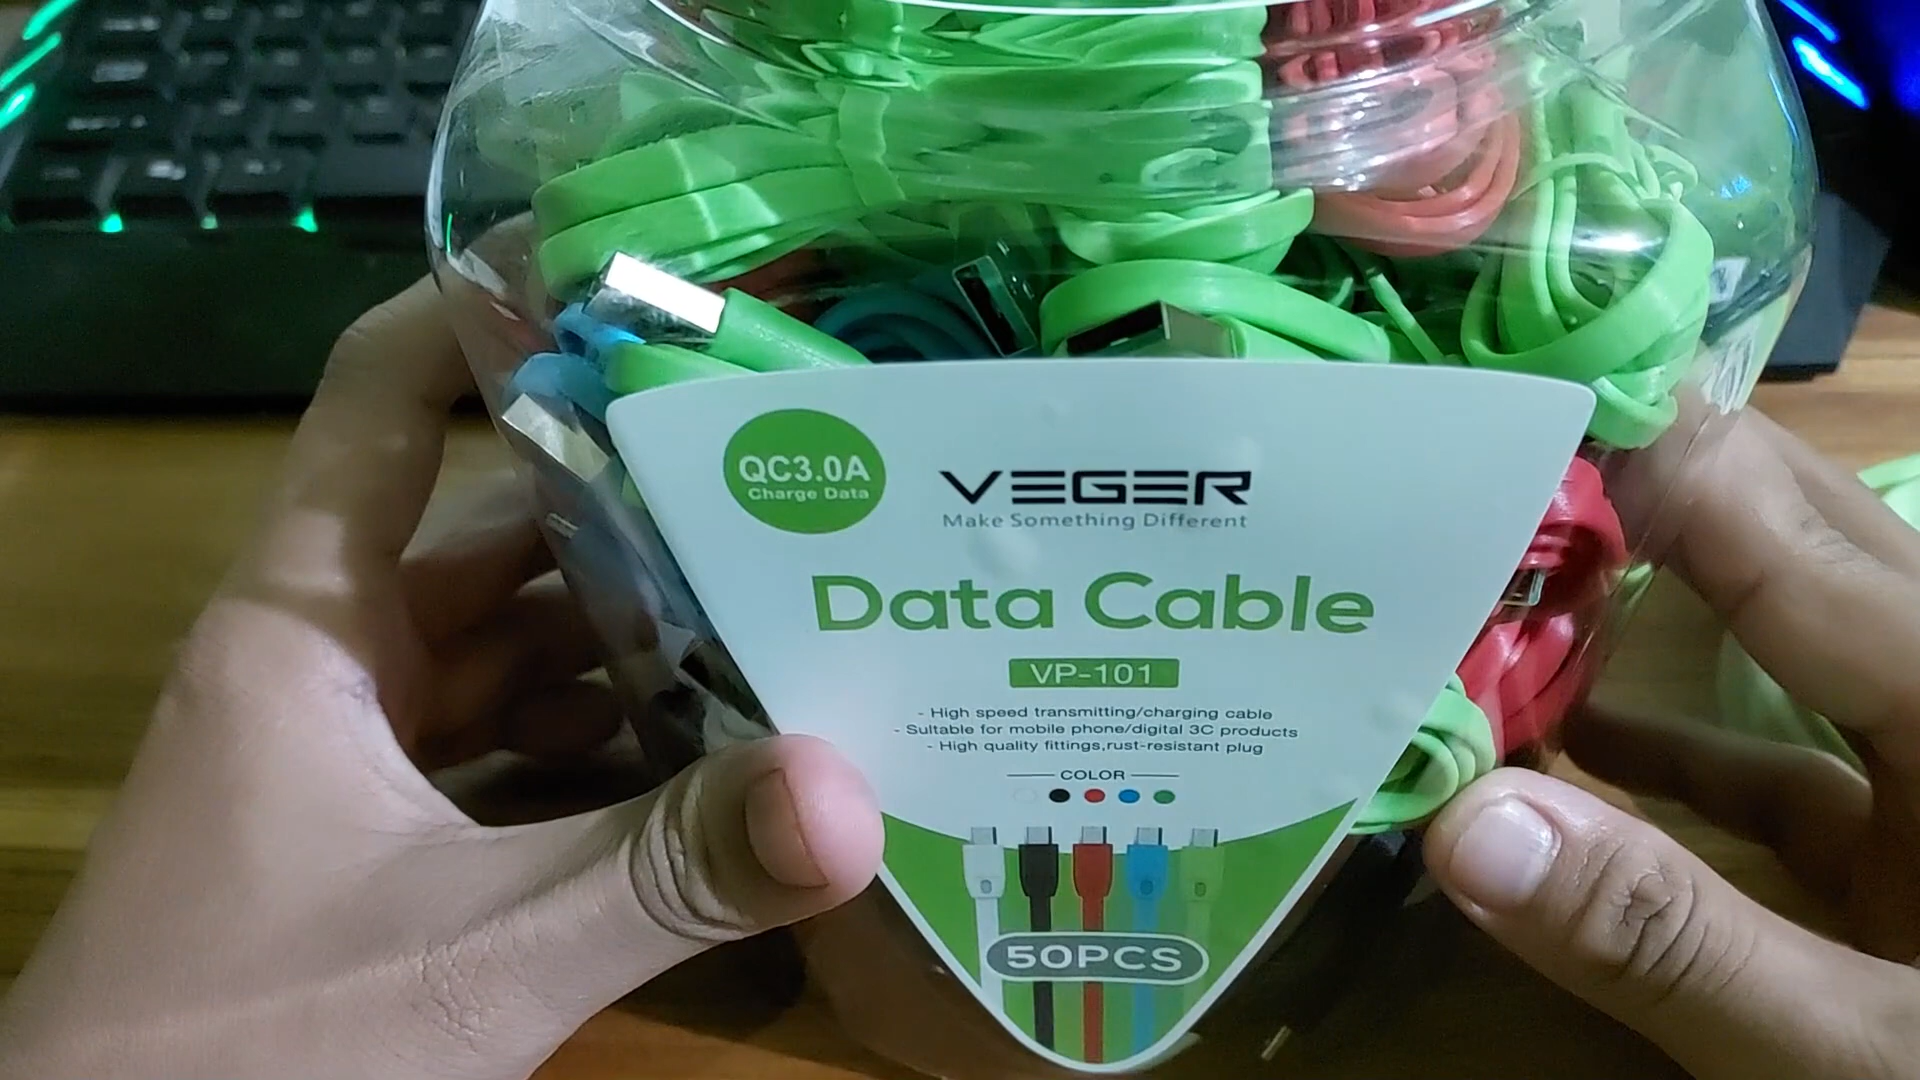 QC3.0A
Charge Data
VEGER
Make Something Different
Data Cable
VP-101
- High speed transmitting/charging cable
- Suitable for mobile phone/digital 3C products
- High quality fittings,rust-resistant plug
COLOR
50PCS